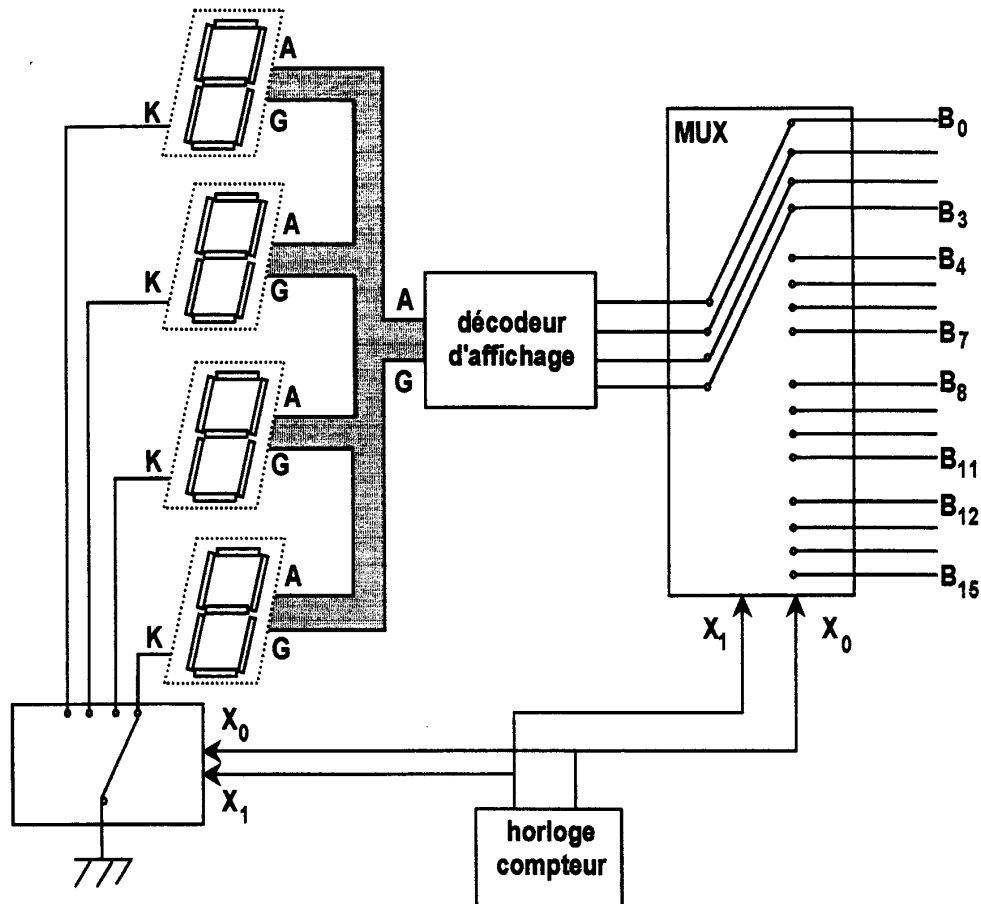 A
K
G
A
K
G
A
K
G
A
K
G
A
G
décodeur
d'affichage
MUX
B₀
B₃
B₄
B₇
B₈
B₁₁
B₁₂
B₁₅
X₁
X₀
X₀
X₁
horloge
compteur